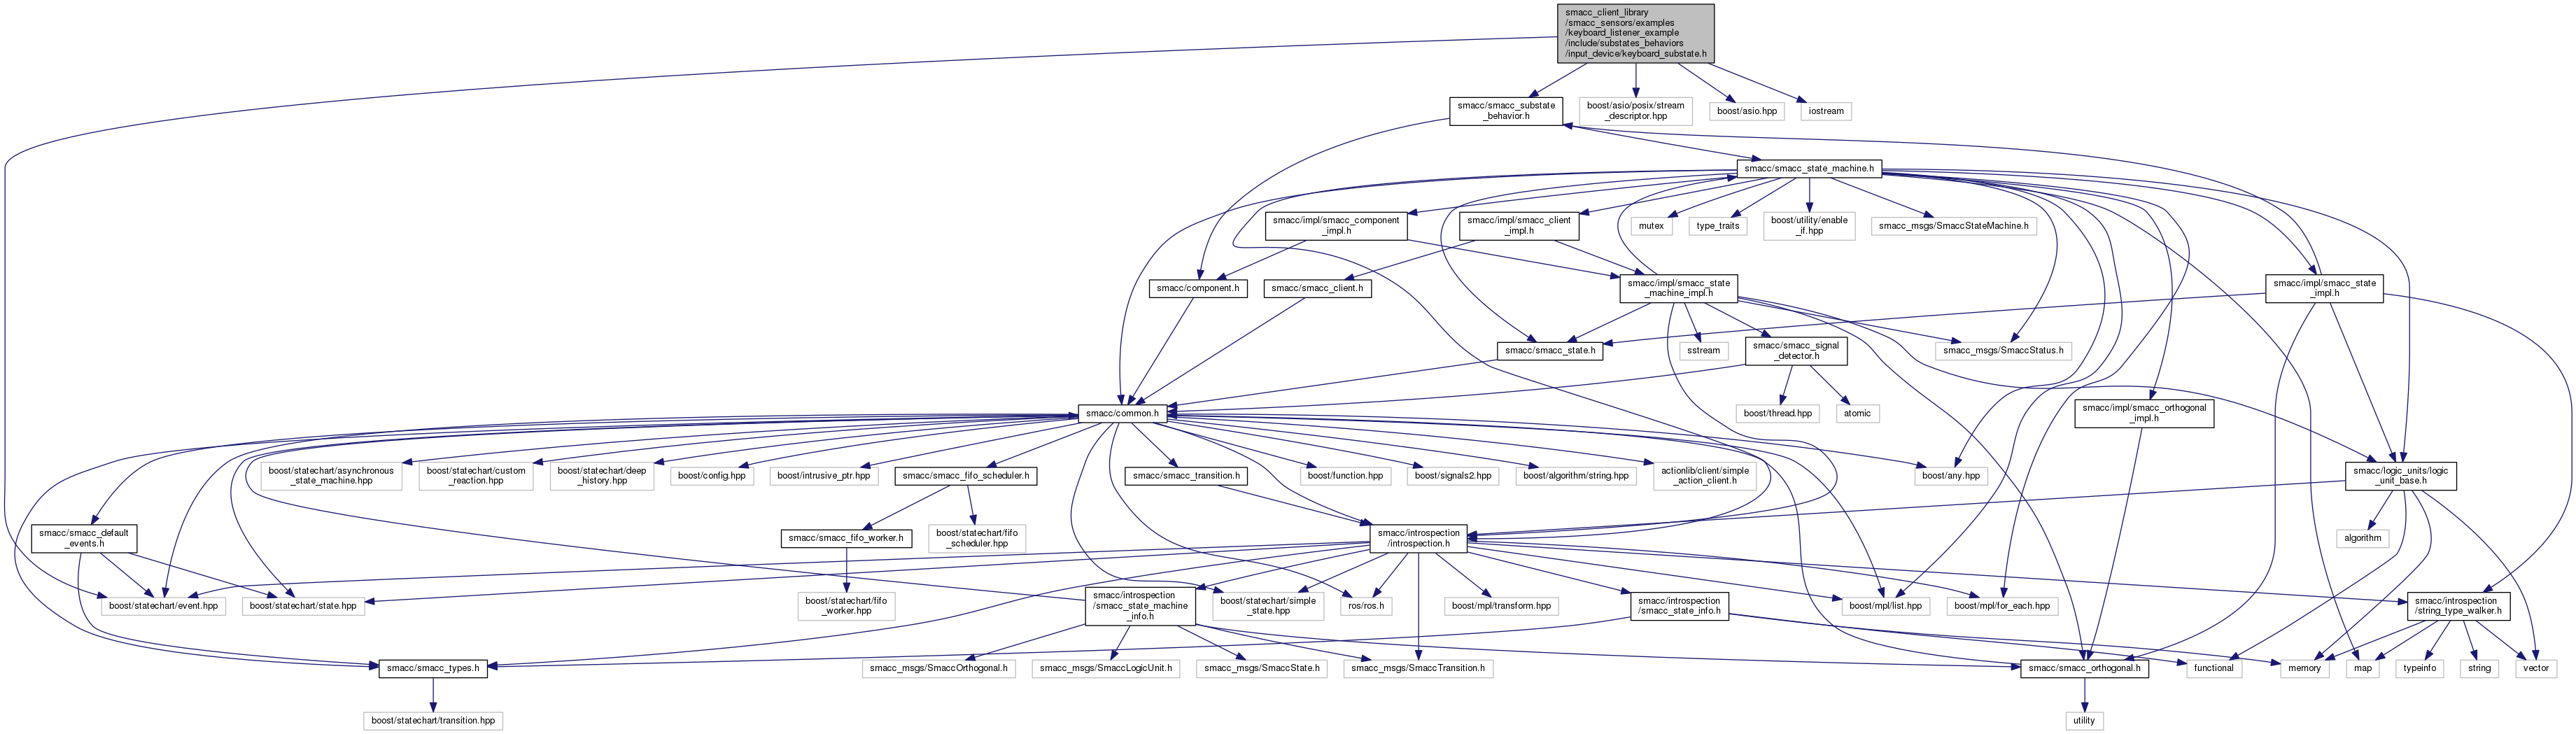 smacc_client_library
/smacc_sensors/examples
/keyboard_listener_example
/include/substates_behaviors
/input_device/keyboard_substate.h
smacc/smacc_substate
_behavior.h
boost/asio/posix/stream
_descriptor.hpp
boost/asio.hpp
iostream
smacc/smacc_state_machine.h
smacc/impl/smacc_component
_impl.h
smacc/impl/smacc_client
_impl.h
mutex
type_traits
boost/utility/enable
_if.hpp
smacc_msgs/SmaccStateMachine.h
smacc/component.h
smacc/smacc_client.h
smacc/impl/smacc_state
_machine_impl.h
smacc/impl/smacc_state
_impl.h
smacc/smacc_state.h
sstream
smacc/smacc_signal
_detector.h
smacc_msgs/SmaccStatus.h
smacc/common.h
boost/thread.hpp
atomic
smacc/impl/smacc_orthogonal
_impl.h
boost/statechart/asynchronous
_state_machine.hpp
boost/statechart/custom
_reaction.hpp
boost/statechart/deep
_history.hpp
boost/config.hpp
boost/intrusive_ptr.hpp
smacc/smacc_fifo_scheduler.h
smacc/smacc_transition.h
boost/function.hpp
boost/signals2.hpp
boost/algorithm/string.hpp
actionlib/client/simple
_action_client.h
boost/any.hpp
smacc/logic_units/logic
_unit_base.h
smacc/smacc_default
_events.h
smacc/smacc_fifo_worker.h
boost/statechart/fifo
_scheduler.hpp
smacc/introspection
/introspection.h
algorithm
boost/statechart/event.hpp
boost/statechart/state.hpp
boost/statechart/fifo
_worker.hpp
smacc/introspection
/smacc_state_machine
_info.h
boost/statechart/simple
_state.hpp
ros/ros.h
boost/mpl/transform.hpp
smacc/introspection
/smacc_state_info.h
boost/mpl/list.hpp
boost/mpl/for_each.hpp
smacc/introspection
/string_type_walker.h
smacc/smacc_types.h
smacc_msgs/SmaccOrthogonal.h
smacc_msgs/SmaccLogicUnit.h
smacc_msgs/SmaccState.h
smacc_msgs/SmaccTransition.h
smacc/smacc_orthogonal.h
functional
memory
map
typeinfo
string
vector
boost/statechart/transition.hpp
utility